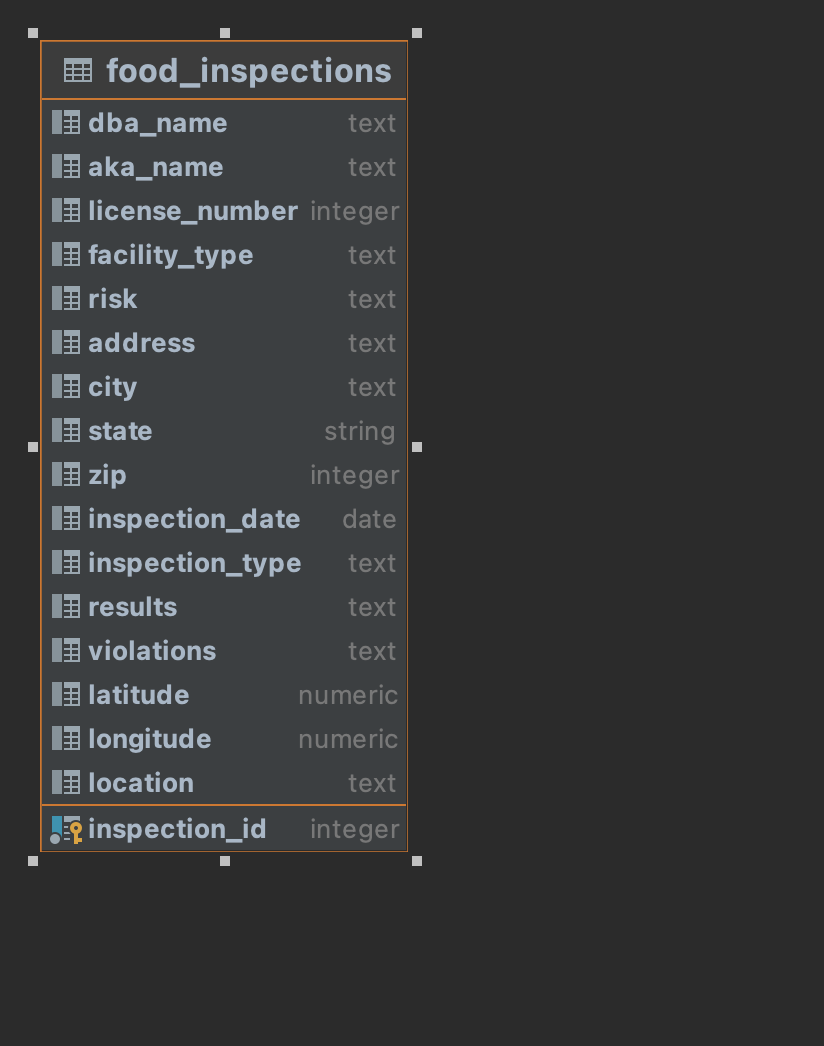 food_inspections
dba_name text
aka_name text
license_number integer
facility_type text
risk text
address text
city text
state string
zip integer
inspection_date date
inspection_type text
results text
violations text
latitude numeric
longitude numeric
location text
inspection_id integer